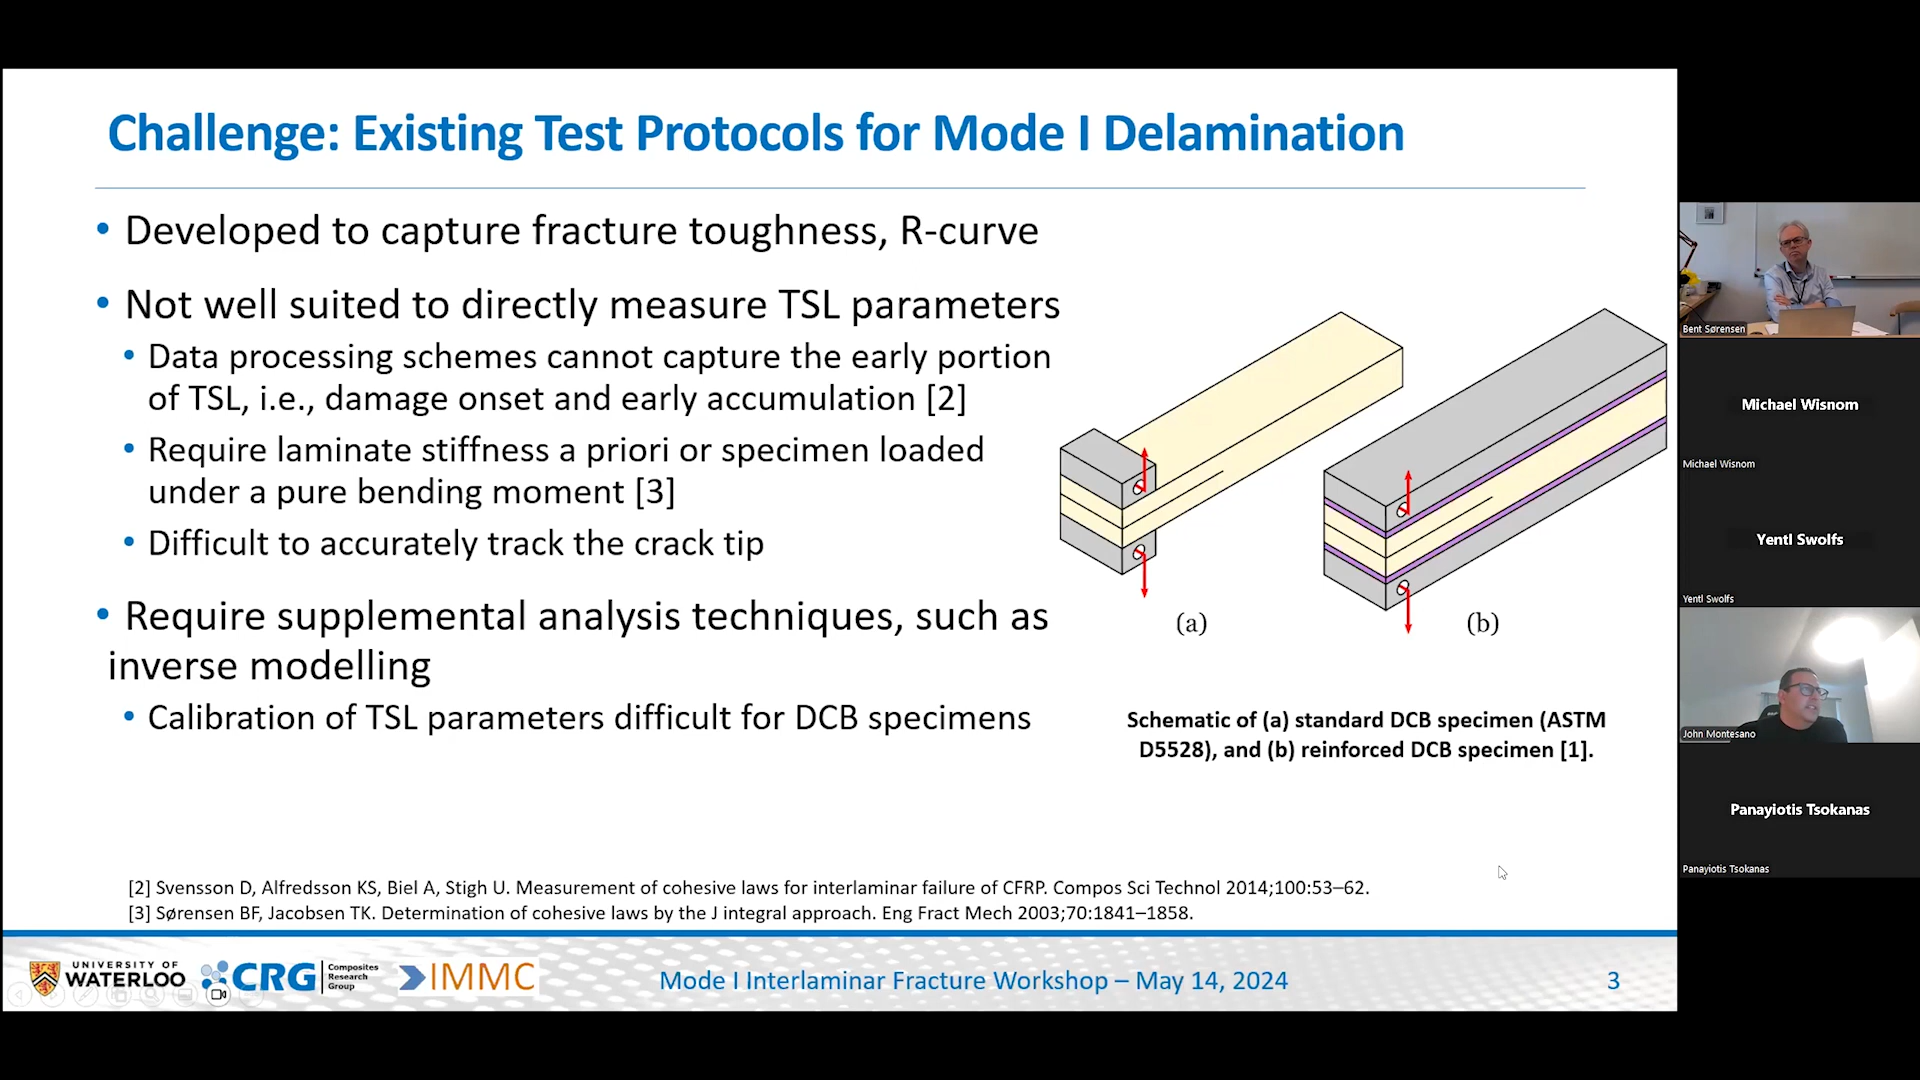 Challenge: Existing Test Protocols for Mode I Delamination
• Developed to capture fracture toughness, R-curve
• Not well suited to directly measure TSL parameters
• Data processing schemes cannot capture the early portion
of TSL, i.e., damage onset and early accumulation [2]
• Require laminate stiffness a priori or specimen loaded
under a pure bending moment [3]
• Difficult to accurately track the crack tip
• Require supplemental analysis techniques, such as
inverse modelling
• Calibration of TSL parameters difficult for DCB specimens
(a)
(b)
Schematic of (a) standard DCB specimen (ASTM
D5528), and (b) reinforced DCB specimen [1].
[2] Svensson D, Alfredsson KS, Biel A, Stigh U. Measurement of cohesive laws for interlaminar failure of CFRP. Compos Sci Technol 2014;100:53–62.
[3] Sørensen BF, Jacobsen TK. Determination of cohesive laws by the J integral approach. Eng Fract Mech 2003;70:1841–1858.
UNIVERSITY OF
WATERLOO
CRG
Composites
Research
Group
IMMC
Mode I Interlaminar Fracture Workshop – May 14, 2024
3
Bent Sørensen
Michael Wisnom
Michael Wisnom
Yentl Swolfs
Yentl Swolfs
John Montesano
Panayiotis Tsokanas
Panayiotis Tsokanas